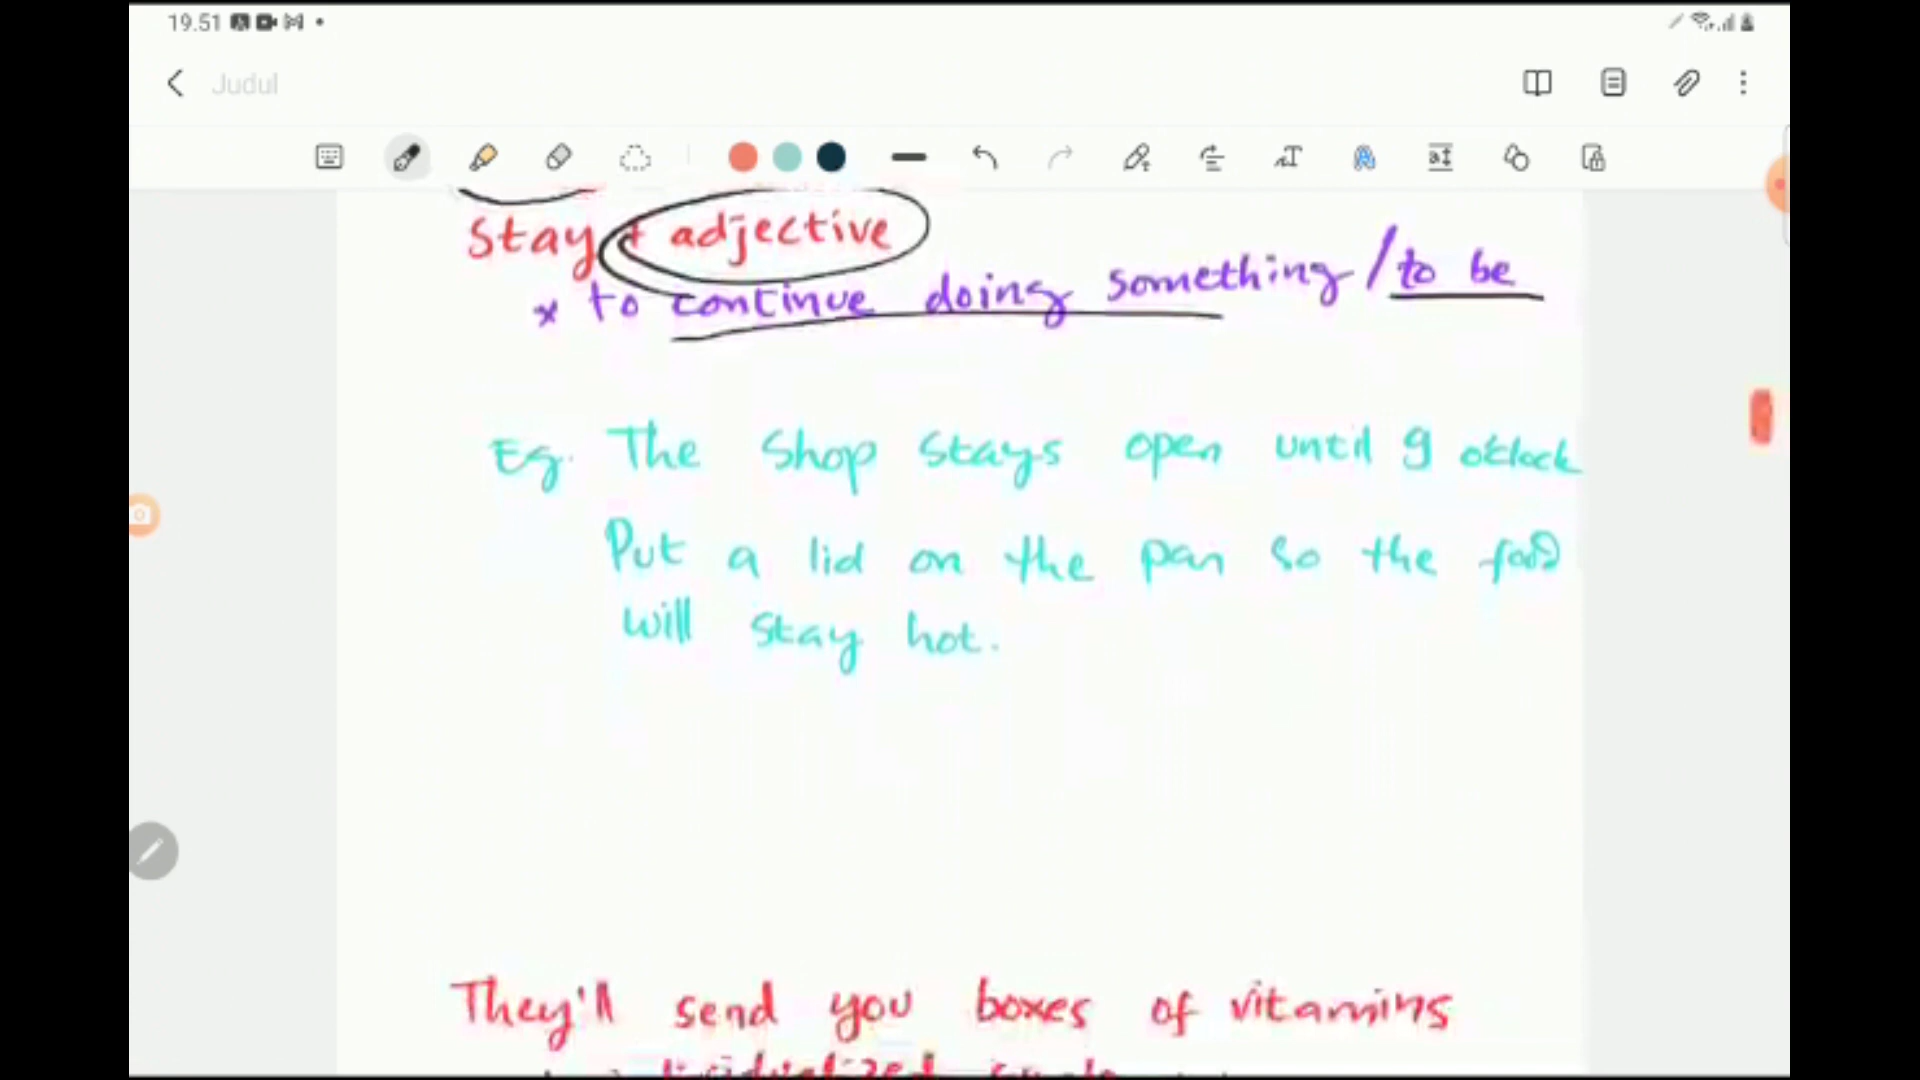 19.51
Judul
Stay + adjective
* to continue doing something / to be
Eg. The shop stays open until 9 o'clock
Put a lid on the pan so the food
will stay hot.
They'll send you boxes of vitamins